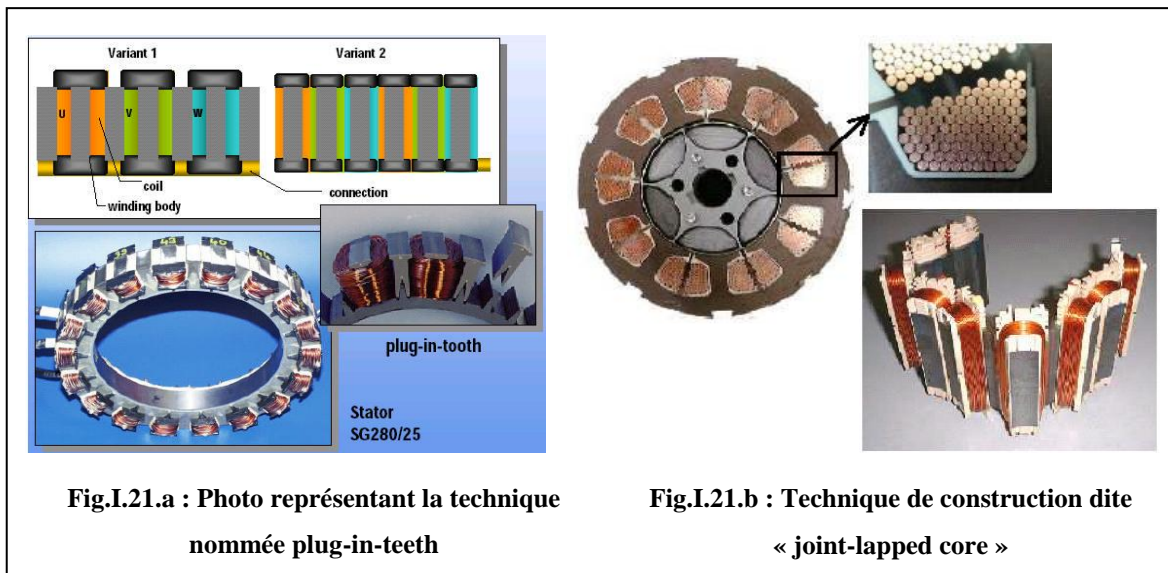 Variant 1
Variant 2
U
V
W
coil
winding body
connection
plug-in-tooth
Stator
SG280/25
Fig.I.21.a : Photo représentant la technique
nommée plug-in-teeth
Fig.I.21.b : Technique de construction dite
« joint-lapped core »